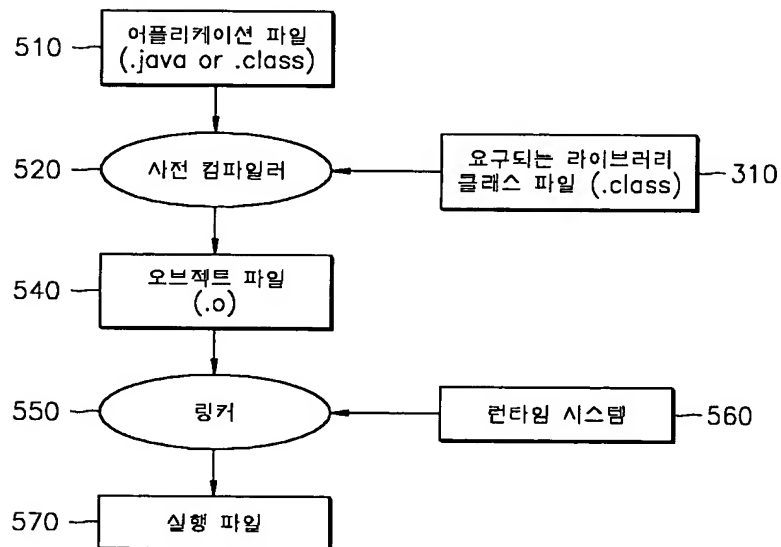 510
어플리케이션 파일
(.java or .class)
520
사전 컴파일러
요구되는 라이브러리
클래스 파일 (.class)
310
540
오브젝트 파일
(.o)
550
링커
런타임 시스템
560
570
실행 파일